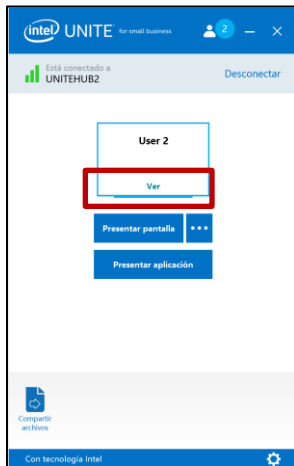 intel UNITE for small business 2
Está conectado a
UNITEHUB2
Desconectar
User 2
Ver
Presentar pantalla
Presentar aplicación
Compartir
archivos
Con tecnología Intel